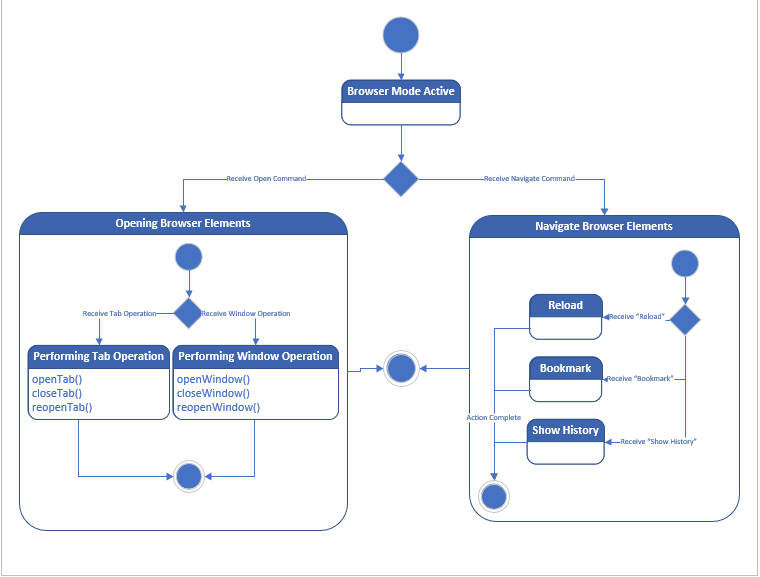 Browser Mode Active
Receive Open Command
Receive Navigate Command
Opening Browser Elements
Receive Tab Operation
Receive Window Operation
Performing Tab Operation
openTab()
closeTab()
reopenTab()
Performing Window Operation
openWindow()
closeWindow()
reopenWindow()
Navigate Browser Elements
Reload
Receive “Reload”
Bookmark
Receive “Bookmark”
Action Complete
Show History
Receive “Show History”